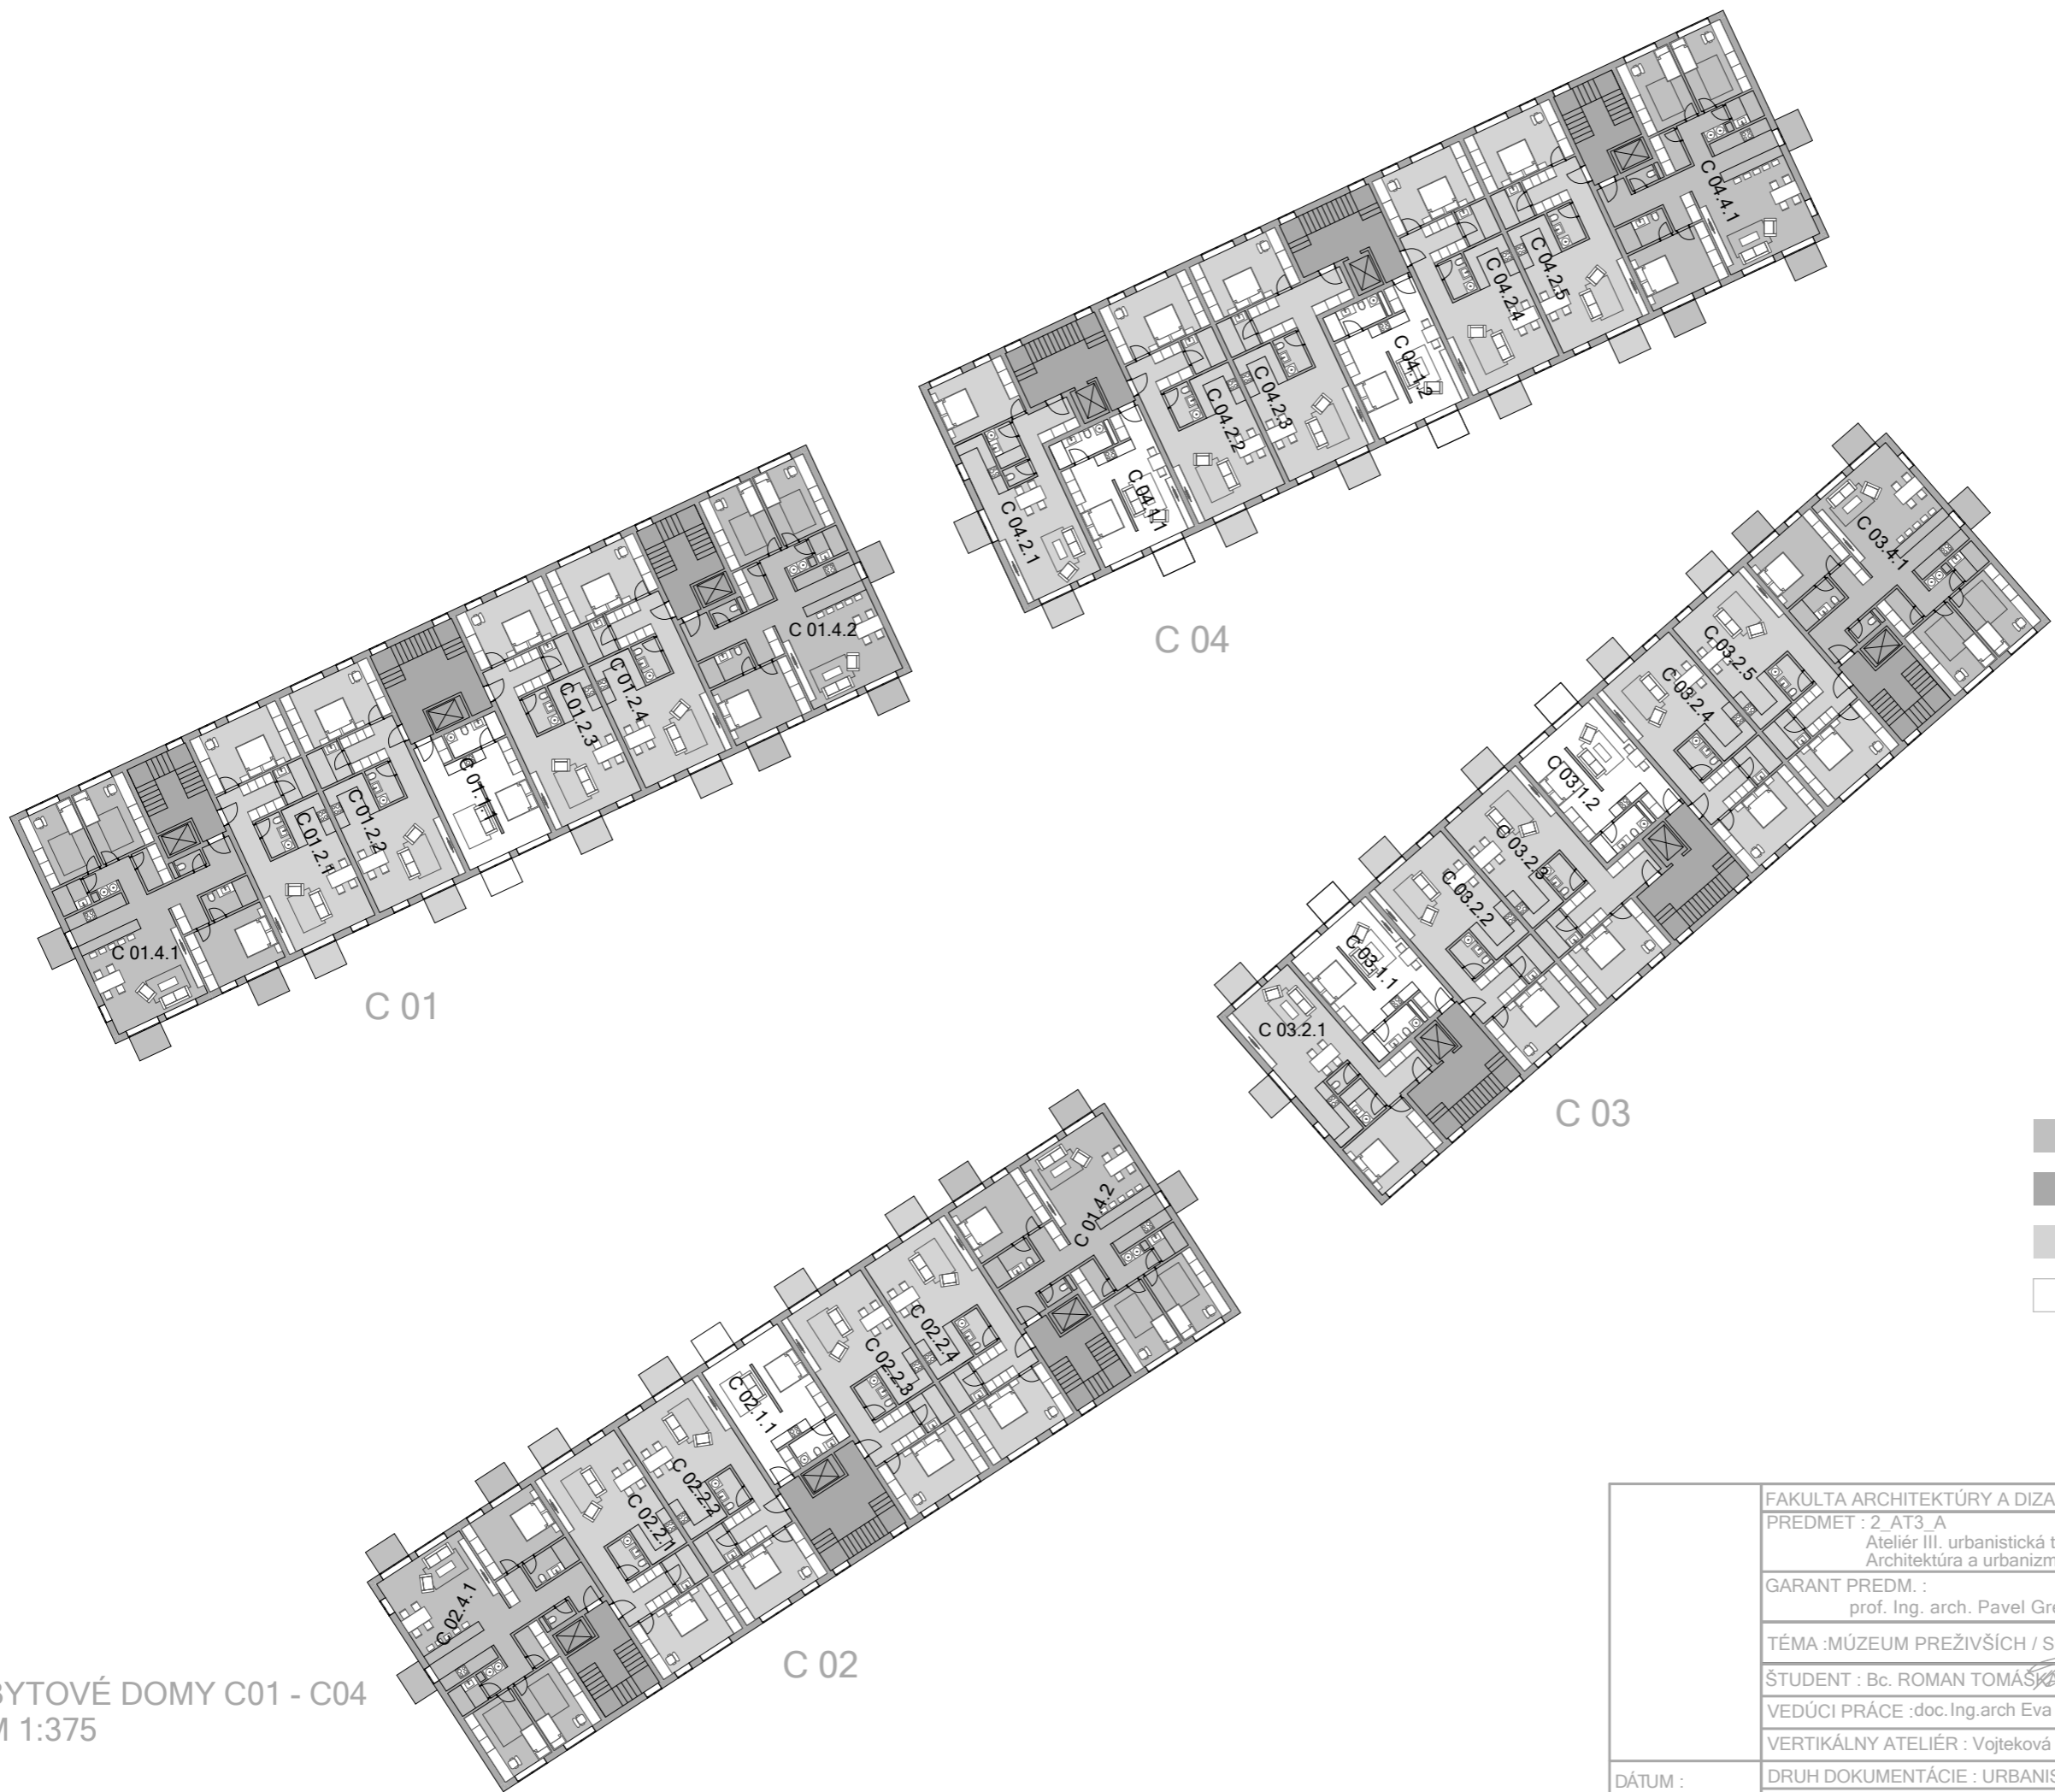 C 04.4.1
C 04.2.5
C 04.2.4
C 04.1.2
C 04.2.3
C 04.2.2
C 04.1.1
C 04.2.1
C 04
C 01.4.2
C 01.2.4
C 01.2.3
C 01.1.1
C 01.2.2
C 01.2.1
C 01.4.1
C 01
C 03.4.1
C 03.2.5
C 03.2.4
C 03.1.2
C 03.2.3
C 03.2.2
C 03.1.1
C 03.2.1
C 03
C 01.4.2
C 02.2.4
C 02.2.3
C 02.1.1
C 02.2.2
C 02.2.1
C 02.4.1
C 02
BYTOVÉ DOMY C01 - C04
M 1:375
FAKULTA ARCHITEKTÚRY A DIZA
PREDMET : 2_AT3_A
Ateliér III. urbanistická t
Architektúra a urbanizm
GARANT PREDM. :
prof. Ing. arch. Pavel Gre
TÉMA :MÚZEUM PREŽIVŠÍCH / S
ŠTUDENT : Bc. ROMAN TOMÁŠKA
VEDÚCI PRÁCE :doc.Ing.arch Eva
VERTIKÁLNY ATELIÉR : Vojteková
DÁTUM :
DRUH DOKUMENTÁCIE : URBANIS